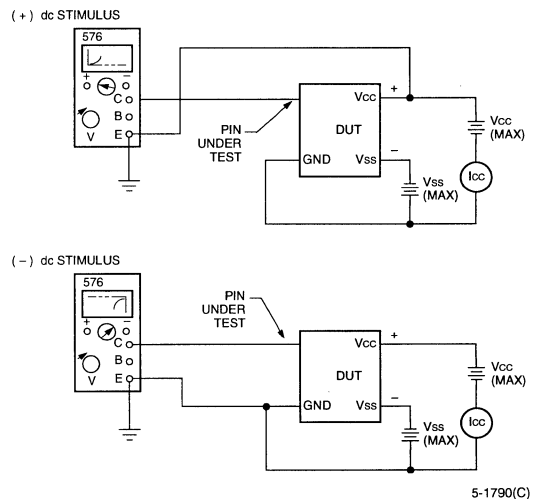 (+) dc STIMULUS
576
+ −
C
B
E
V
PIN
UNDER
TEST
VCC
DUT
GND
VSS
+
−
VSS
(MAX)
VCC
(MAX)
ICC
(−) dc STIMULUS
576
+ −
C
B
E
V
PIN
UNDER
TEST
VCC
DUT
GND
VSS
+
−
VSS
(MAX)
VCC
(MAX)
ICC
5-1790(C)